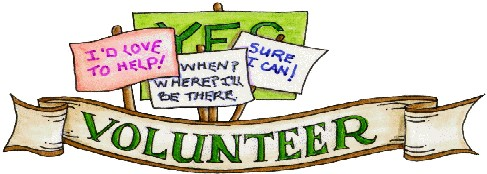 YES
I'D LOVE
TO HELP!
WHEN?
WHERE? I'LL
BE THERE.
SURE
I CAN!
VOLUNTEER